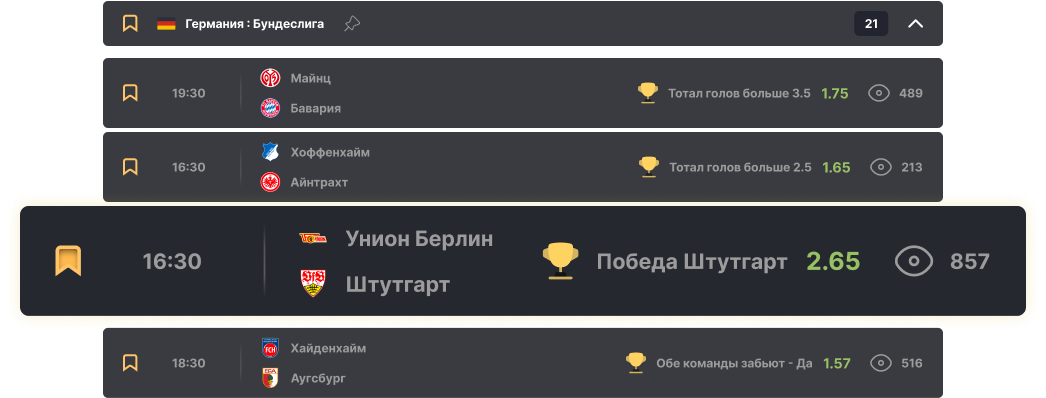 Германия : Бундеслига 21
19:30 Майнц Бавария Тотал голов больше 3.5 1.75 489
16:30 Хоффенхайм Айнтрахт Тотал голов больше 2.5 1.65 213
16:30 Унион Берлин Штутгарт Победа Штутгарт 2.65 857
18:30 Хайденхайм Аугсбург Обе команды забьют - Да 1.57 516